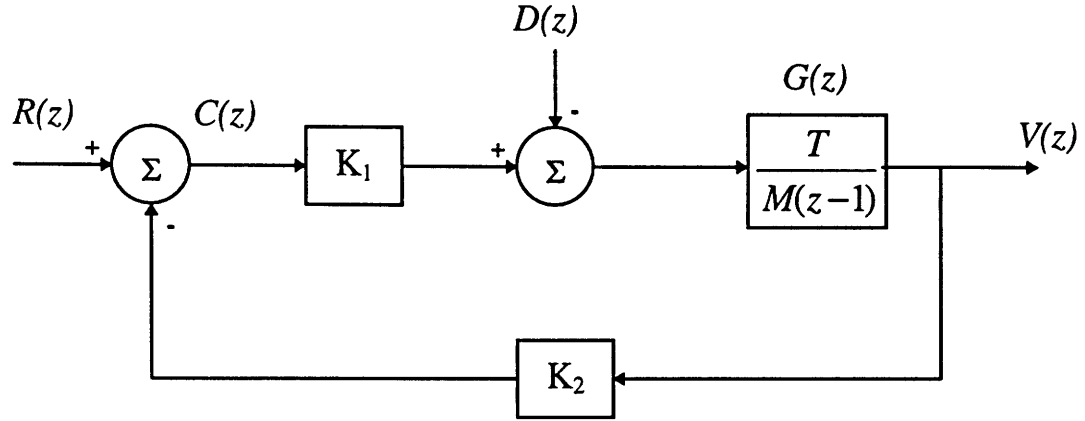 D(z)
-
R(z)
+
Σ
-
C(z)
K₁
+
Σ
G(z)
T
M(z−1)
V(z)
K₂